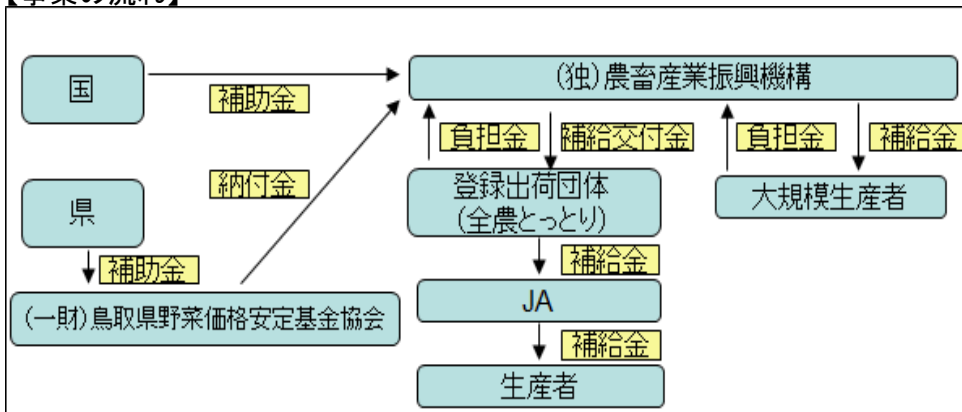 【事業の流れ】
国
補助金
(独)農畜産業振興機構
負担金
補給交付金
負担金
補給金
納付金
県
登録出荷団体
(全農とっとり)
大規模生産者
補助金
補給金
(一財)鳥取県野菜価格安定基金協会
JA
補給金
生産者